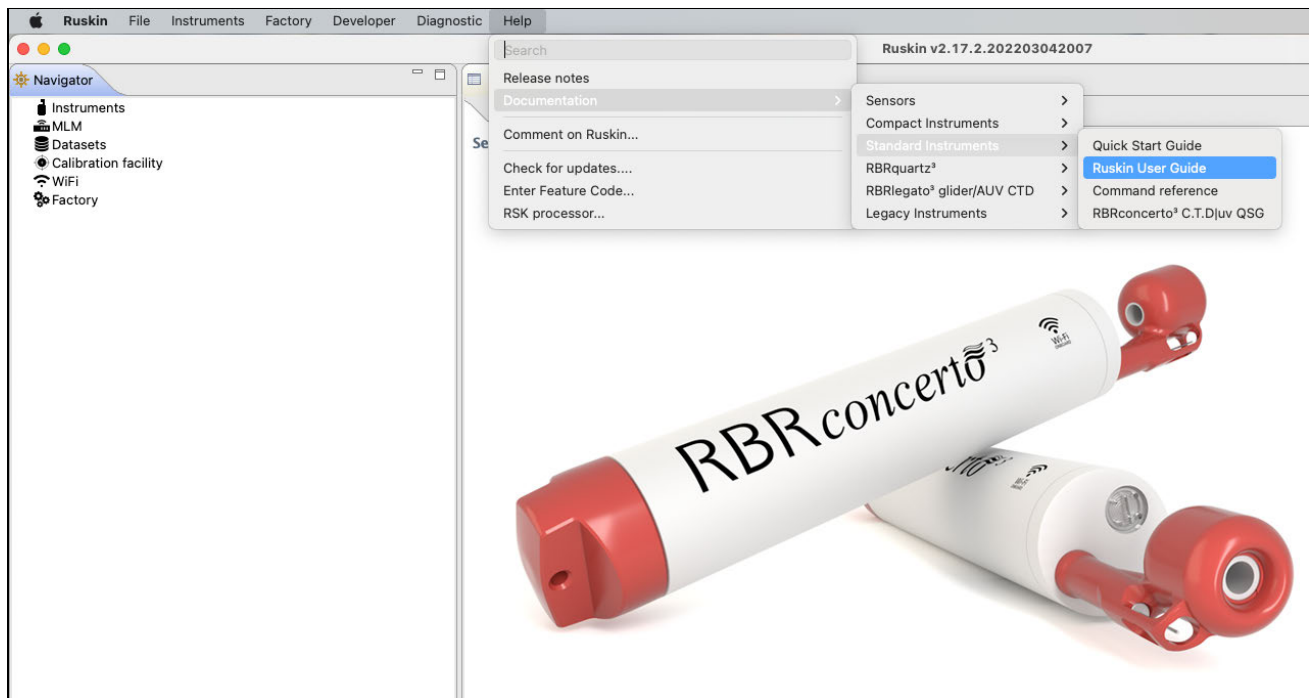 Ruskin File Instruments Factory Developer Diagnostic Help
Ruskin v2.17.2.202203042007
Navigator
Instruments
MLM
Datasets
Calibration facility
WiFi
Factory
Search
Release notes
Documentation
Comment on Ruskin...
Check for updates....
Enter Feature Code...
RSK processor...
Se
Sensors
Compact Instruments
Standard Instruments
RBRquartz³
RBRlegato³ glider/AUV CTD
Legacy Instruments
Quick Start Guide
Ruskin User Guide
Command reference
RBRconcerto³ C.T.D|uv QSG
RBRconcerto³
Wi-Fi